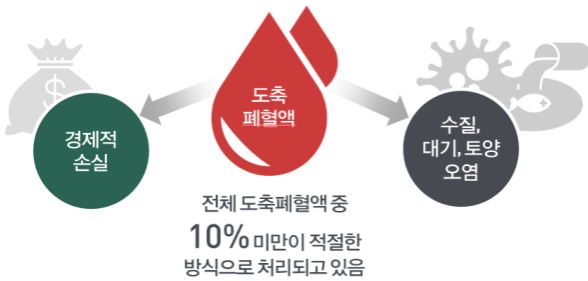 도축
폐혈액
경제적
손실
수질,
대기, 토양
오염
전체 도축폐혈액 중
10% 미만이 적절한
방식으로 처리되고 있음
$